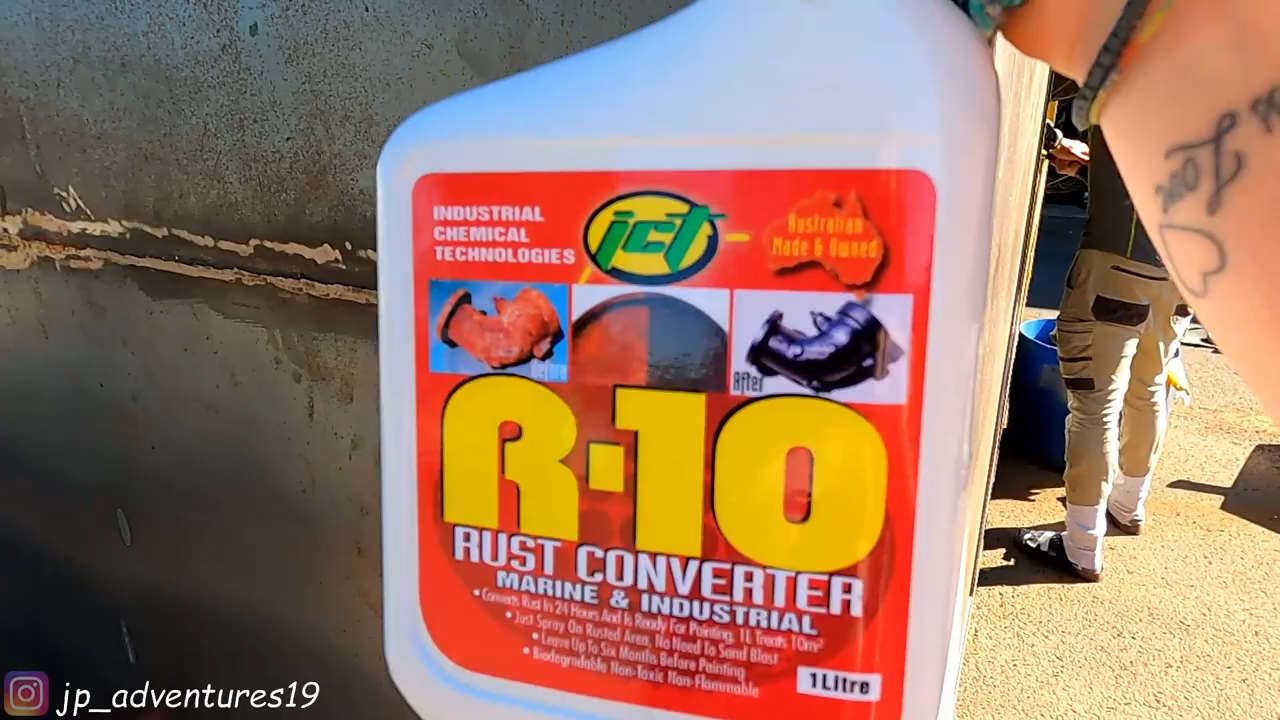 INDUSTRIAL
CHEMICAL
TECHNOLOGIES
ict
Australian
Made & Owned
Before
After
R-10
RUST CONVERTER
MARINE & INDUSTRIAL
• Converts Rust In 24 Hours And Is Ready For Painting, 1L Treats 10m²
• Just Spray On Rusted Area, No Need To Sand Blast
• Leave Up To Six Months Before Painting
• Biodegradable Non-Toxic Non-Flammable
1 Litre
jp_adventures19